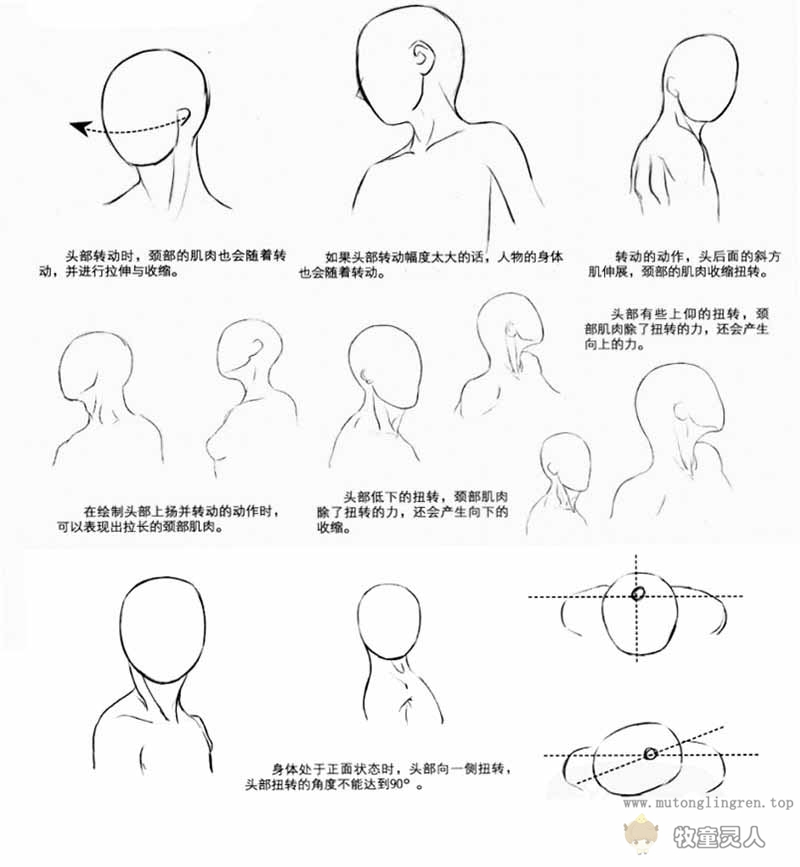 头部转动时，颈部的肌肉也会随着转
动，并进行拉伸与收缩。
如果头部转动幅度太大的话，人物的身体
也会随着转动。
转动的动作，头后面的斜方
肌伸展，颈部的肌肉收缩扭转。
头部有些上仰的扭转，颈
部肌肉除了扭转的力，还会产生
向上的力。
在绘制头部上扬并转动的动作时，
可以表现出拉长的颈部肌肉。
头部低下的扭转，颈部肌肉
除了扭转的力，还会产生向下的
收缩。
身体处于正面状态时，头部向一侧扭转，
头部扭转的角度不能达到90°。
www.mutonglingren.top
牧童灵人